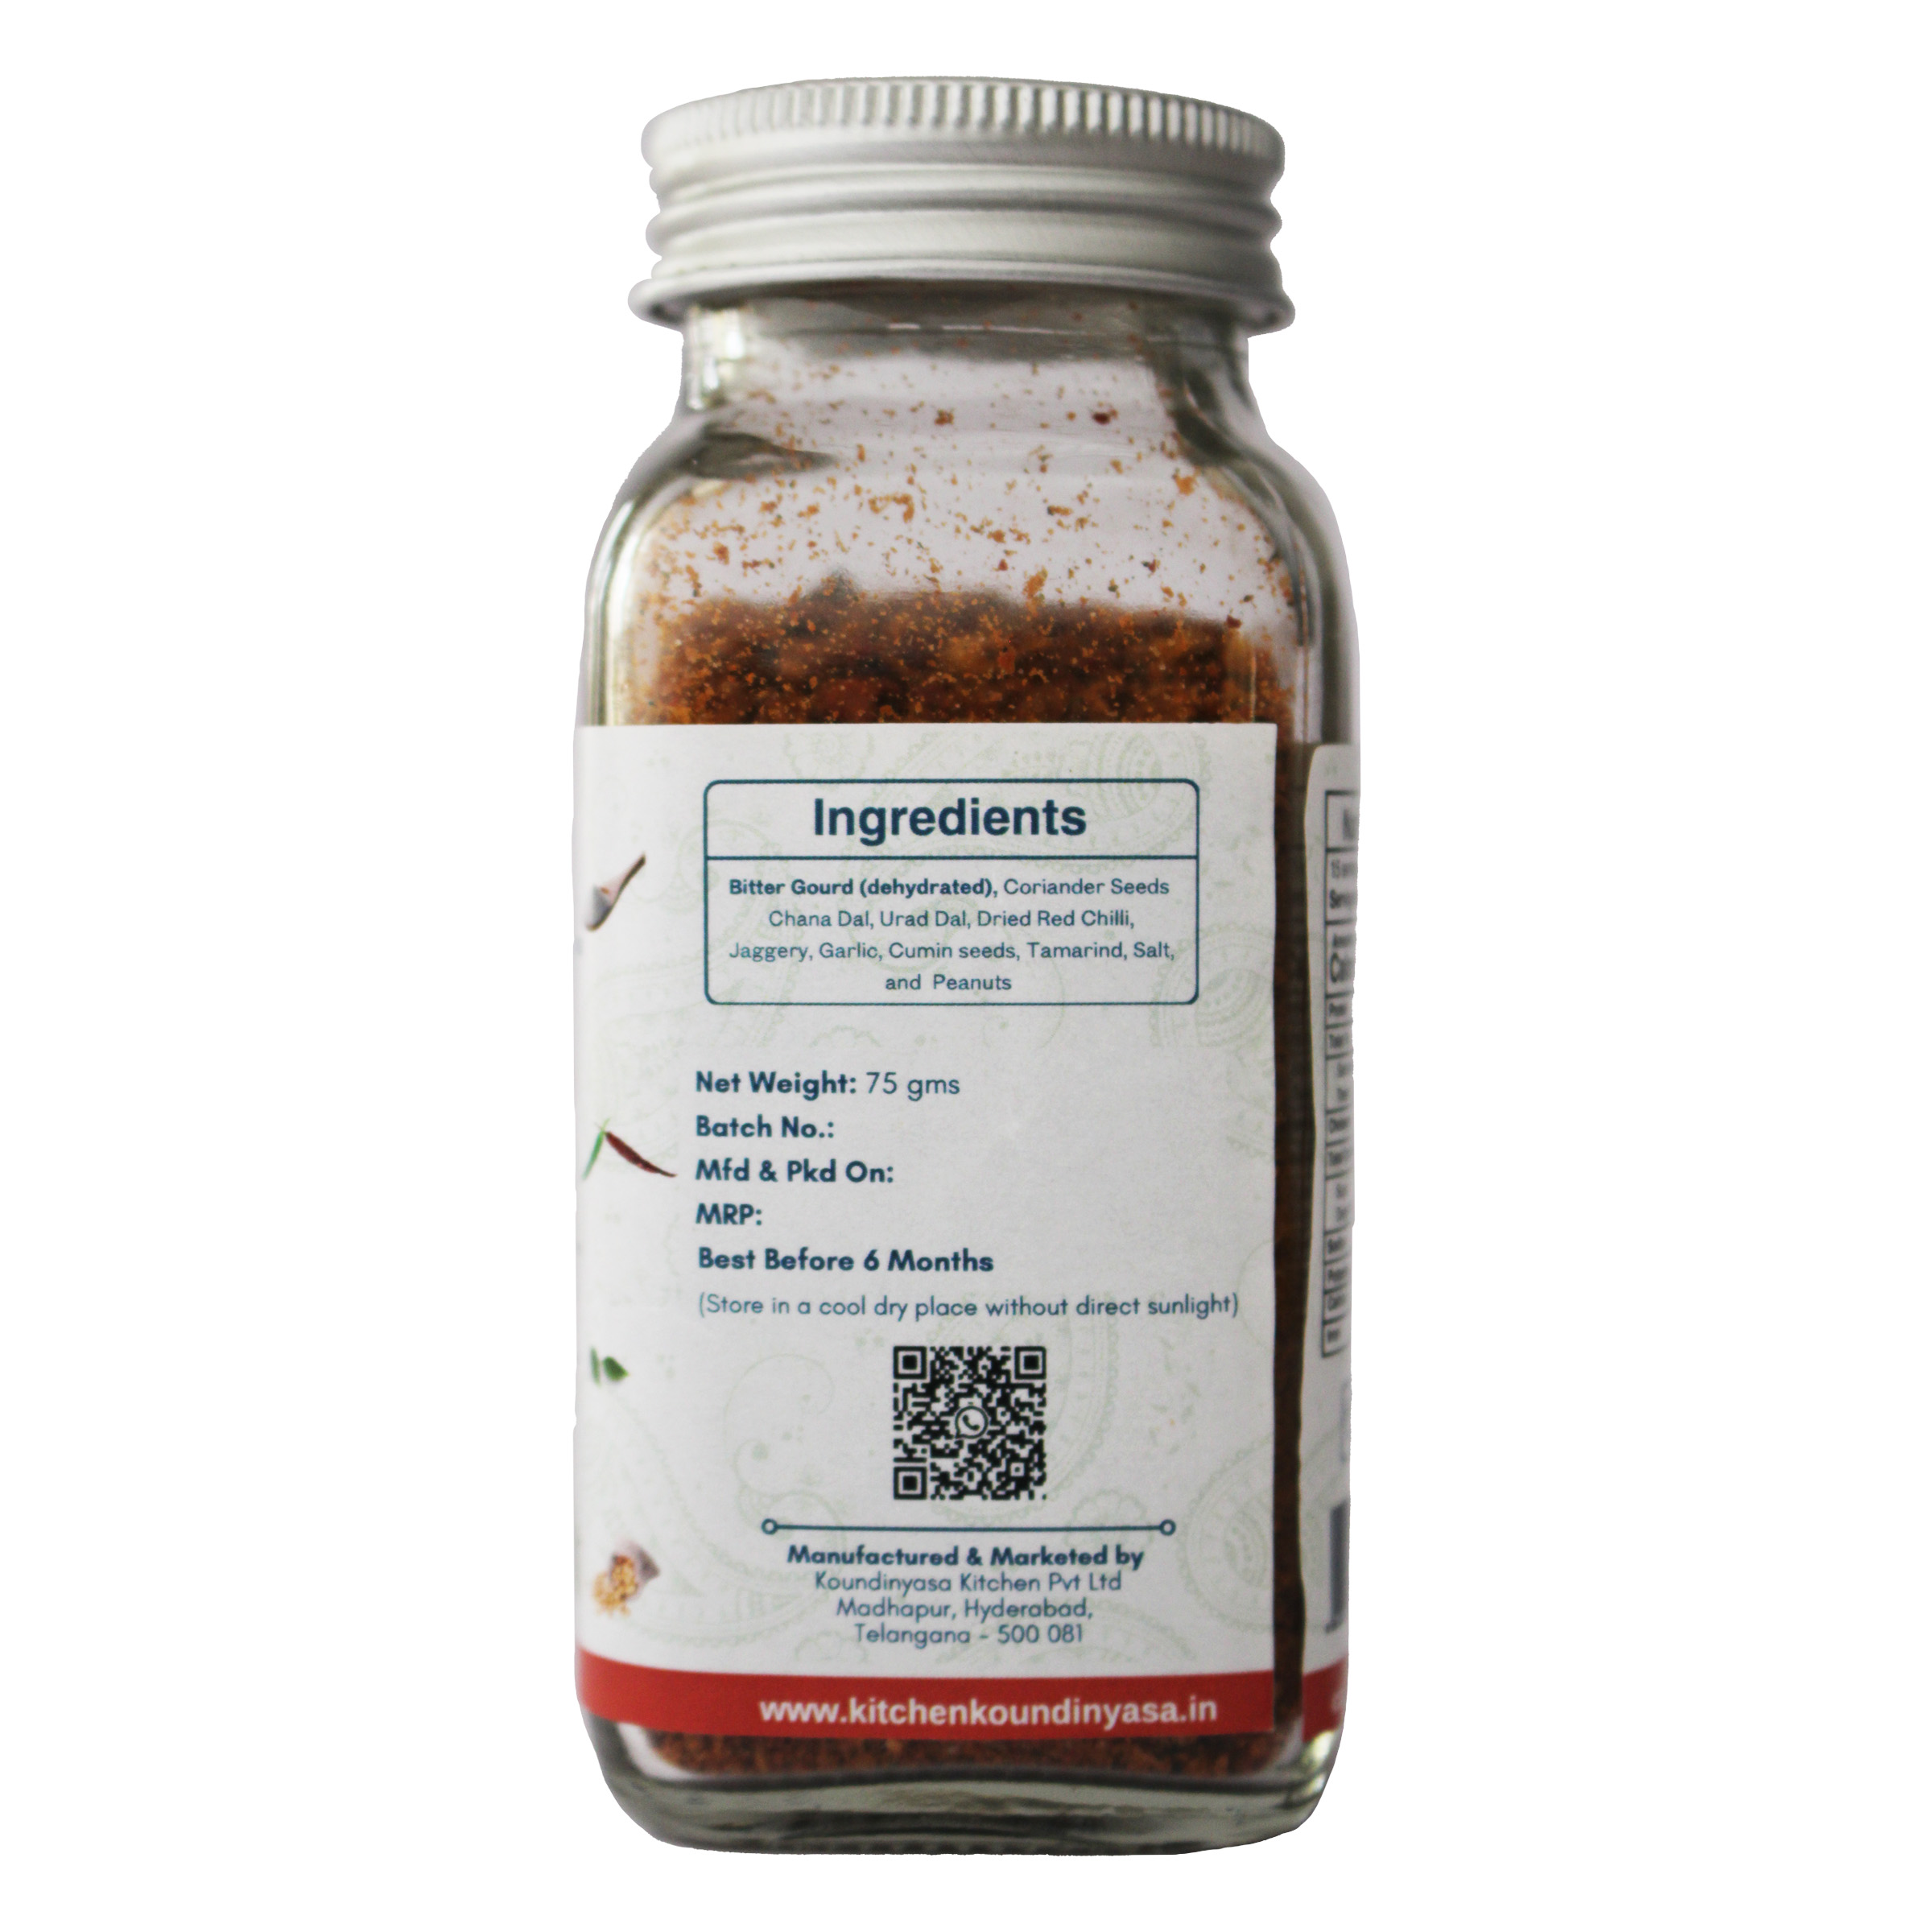 Ingredients
Bitter Gourd (dehydrated), Coriander Seeds
Chana Dal, Urad Dal, Dried Red Chilli,
Jaggery, Garlic, Cumin seeds, Tamarind, Salt,
and Peanuts
Net Weight: 75 gms
Batch No.:
Mfd & Pkd On:
MRP:
Best Before 6 Months
(Store in a cool dry place without direct sunlight)
Manufactured & Marketed by
Koundinyasa Kitchen Pvt Ltd
Madhapur, Hyderabad,
Telangana - 500 081
www.kitchenkoundinyasa.in